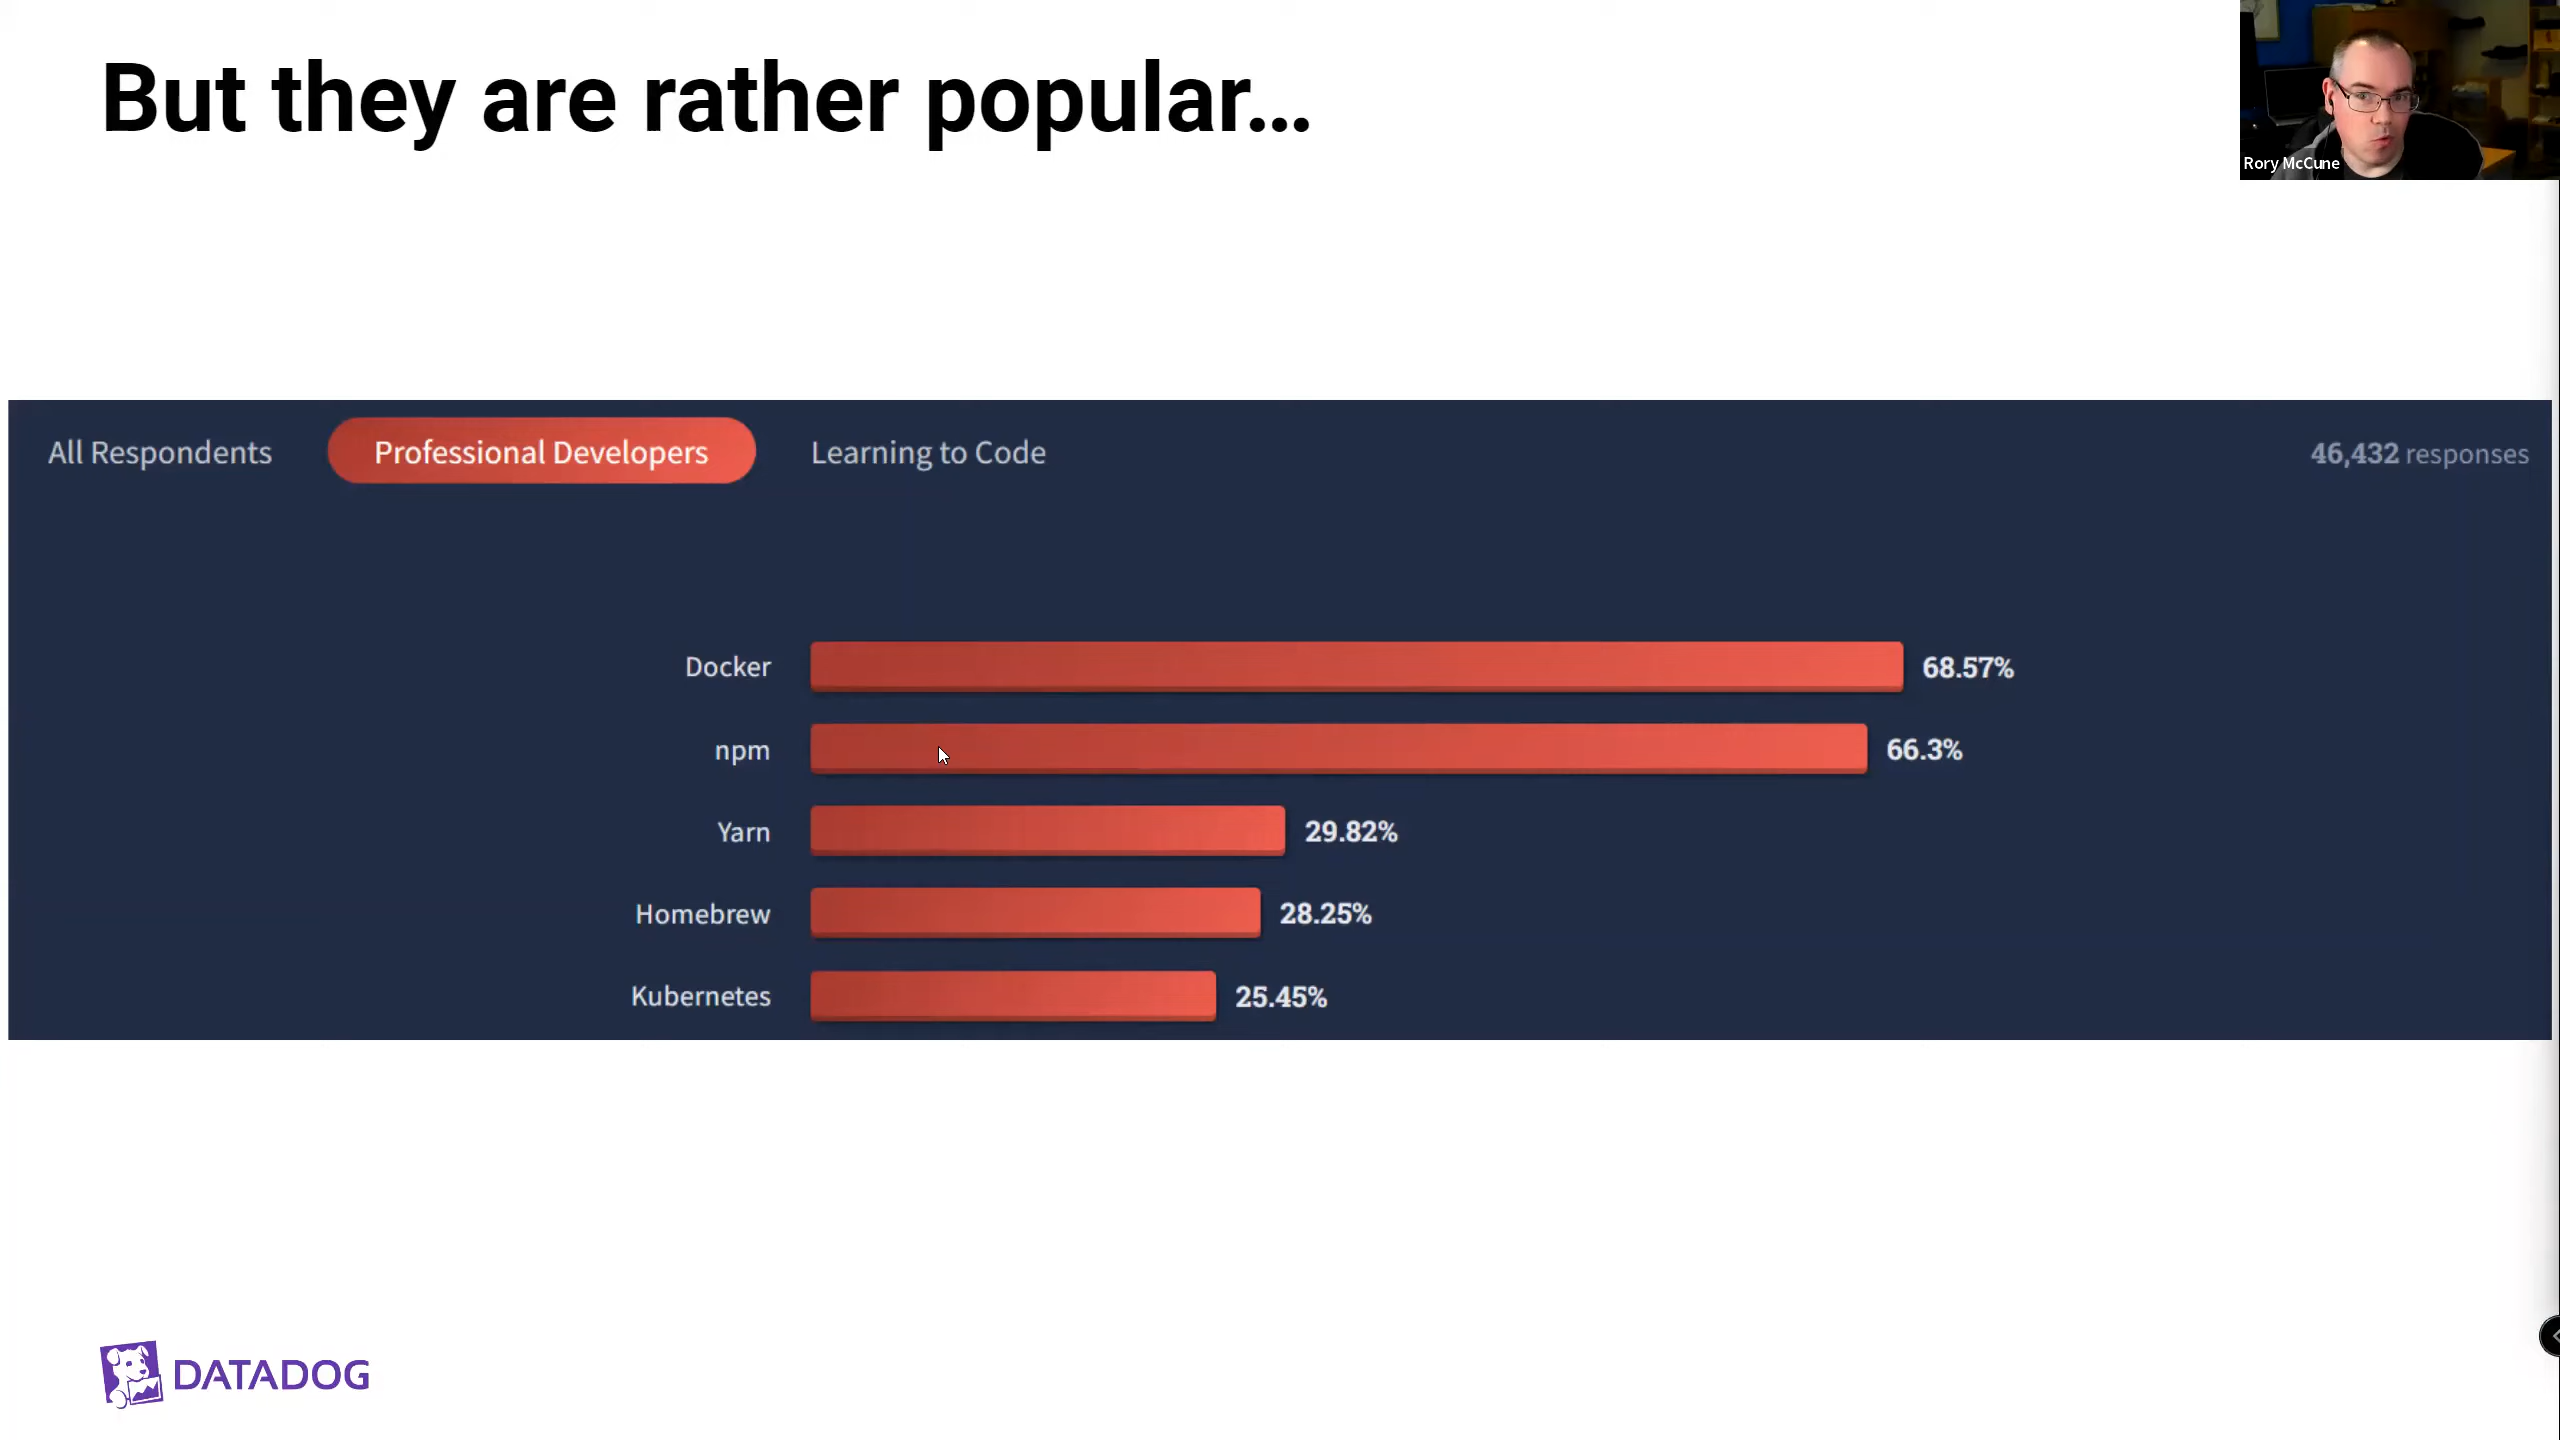 But they are rather popular...
Rory McCune
All Respondents
Professional Developers
Learning to Code
46,432 responses
Docker 68.57%
npm 66.3%
Yarn 29.82%
Homebrew 28.25%
Kubernetes 25.45%
DATADOG